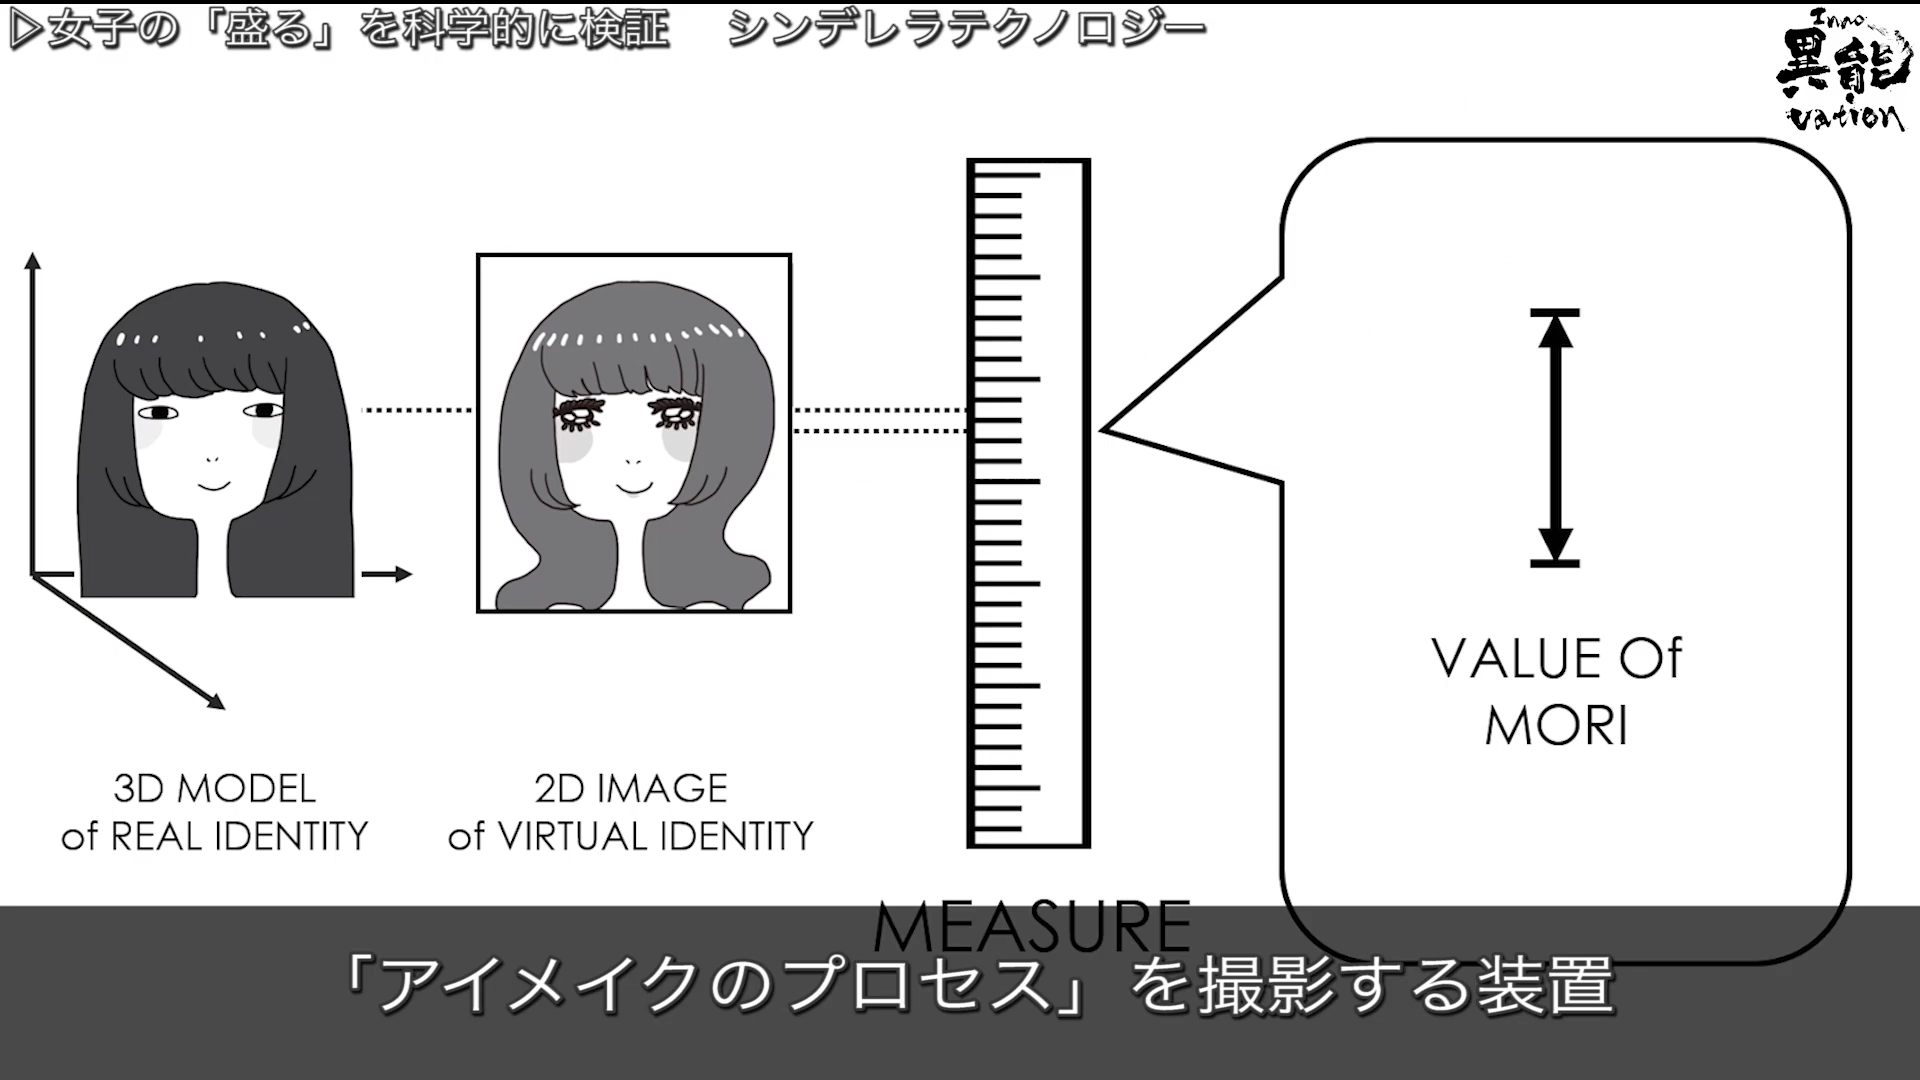 ▷女子の「盛る」を科学的に検証 シンデレラテクノロジー
Inno
異能
vation
VALUE Of
MORI
3D MODEL
of REAL IDENTITY
2D IMAGE
of VIRTUAL IDENTITY
MEASURE
「アイメイクのプロセス」を撮影する装置